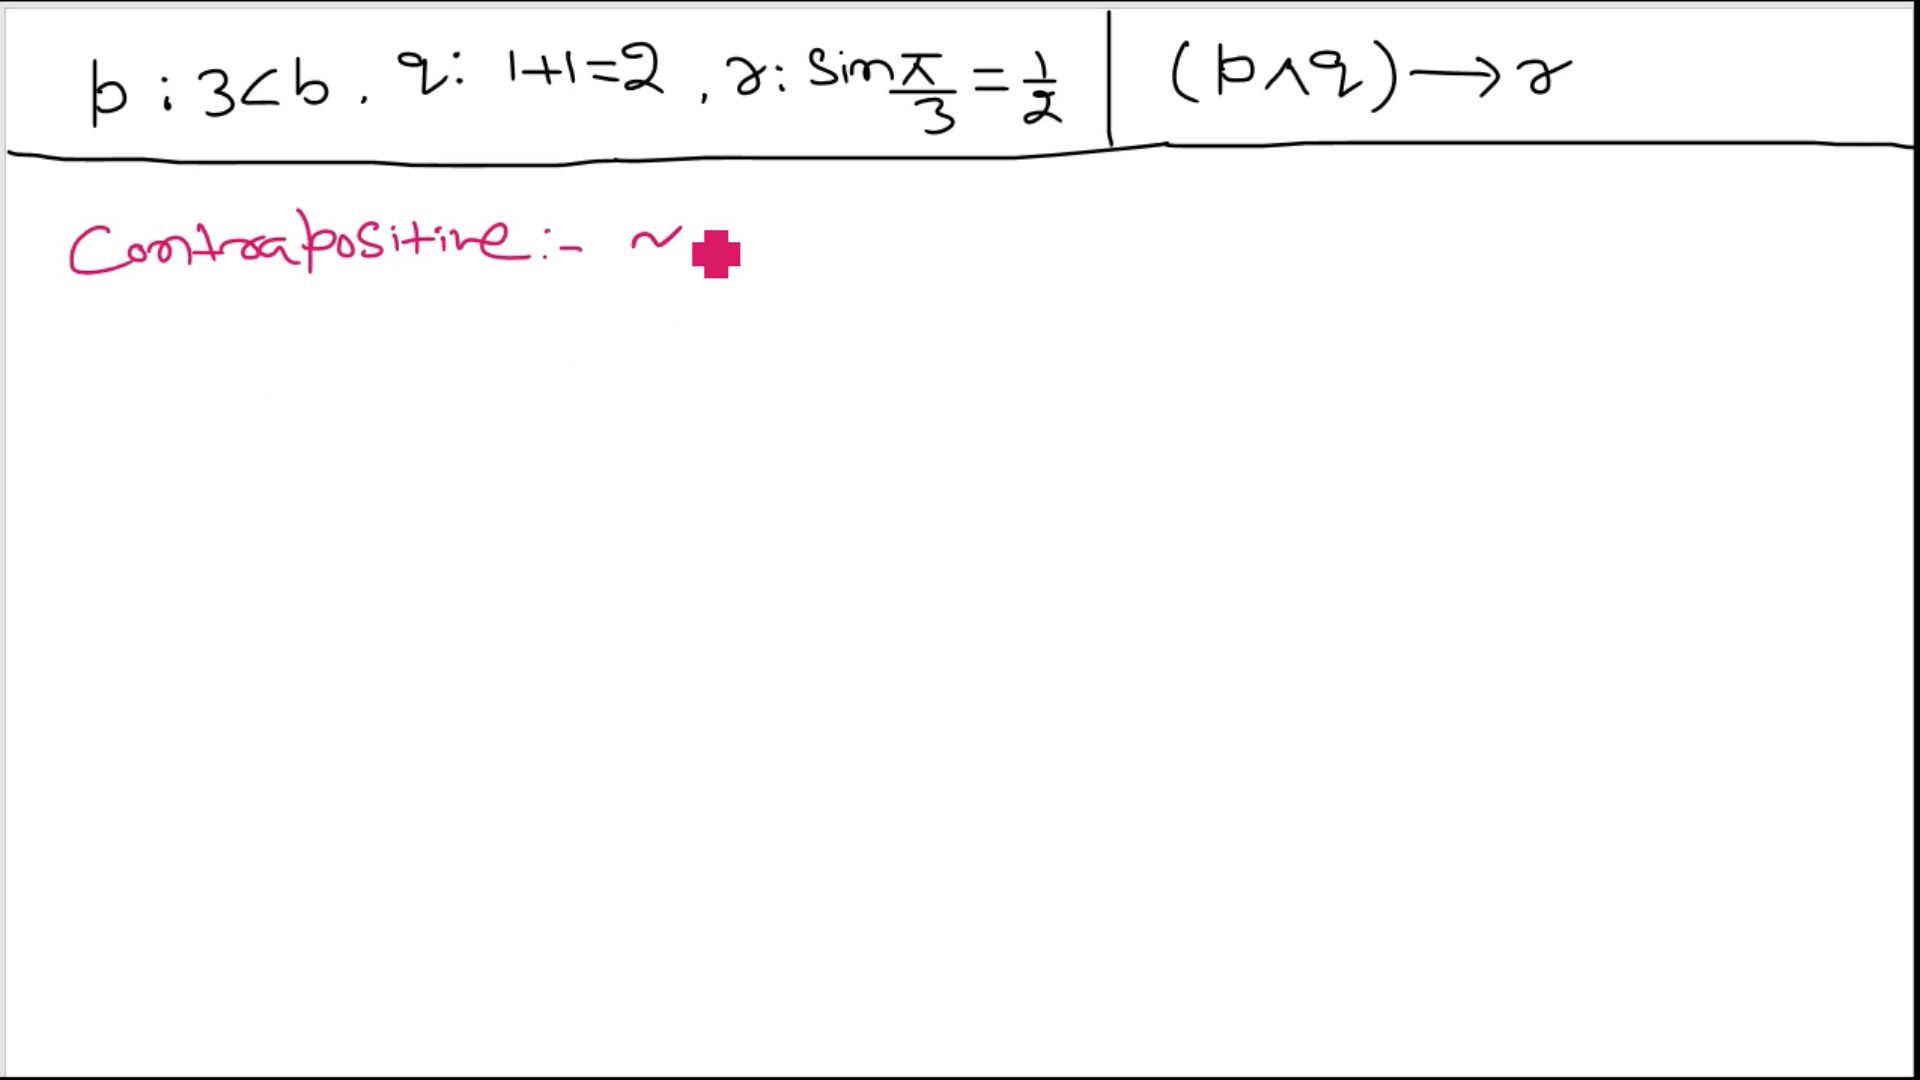 p : 3<b , q : 1+1=2 , r : sin π/3 = 1/2 | (p∧q) → r
Contrapositive :- ~